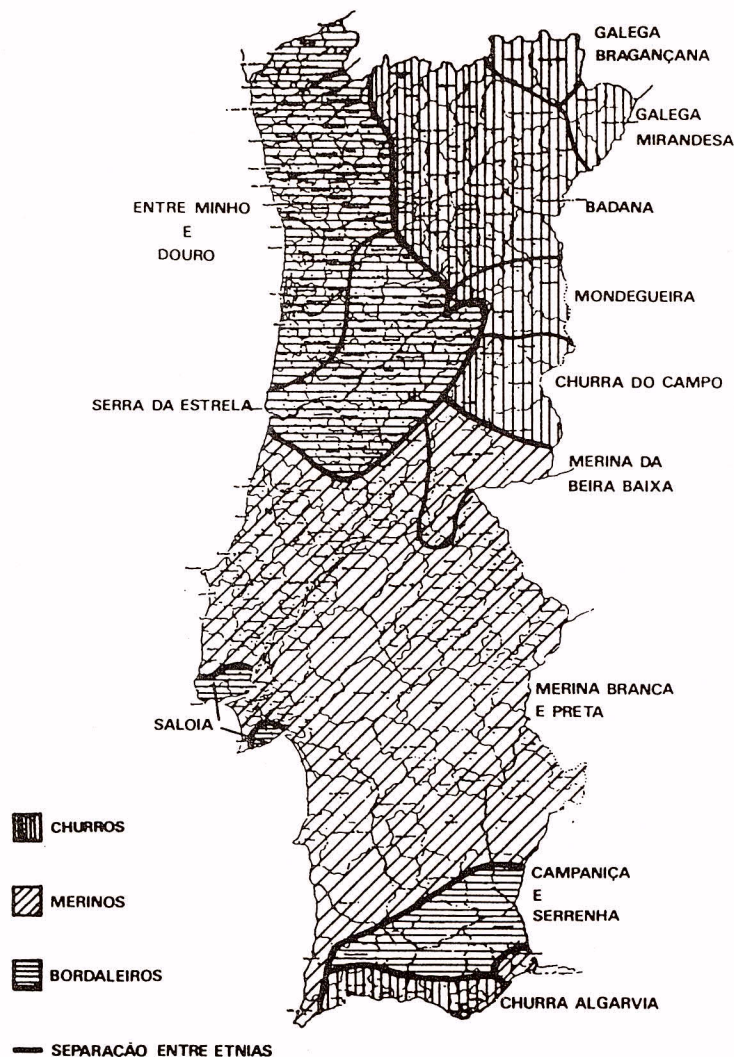 GALEGA
BRAGANÇANA
GALEGA
MIRANDESA
ENTRE MINHO
E
DOURO
BADANA
MONDEGUEIRA
CHURRA DO CAMPO
SERRA DA ESTRELA
MERINA DA
BEIRA BAIXA
MERINA BRANCA
E PRETA
SALOIA
CHURROS
CAMPANIÇA
E
SERRENHA
MERINOS
BORDALEIROS
CHURRA ALGARVIA
SEPARAÇÃO ENTRE ETNIAS